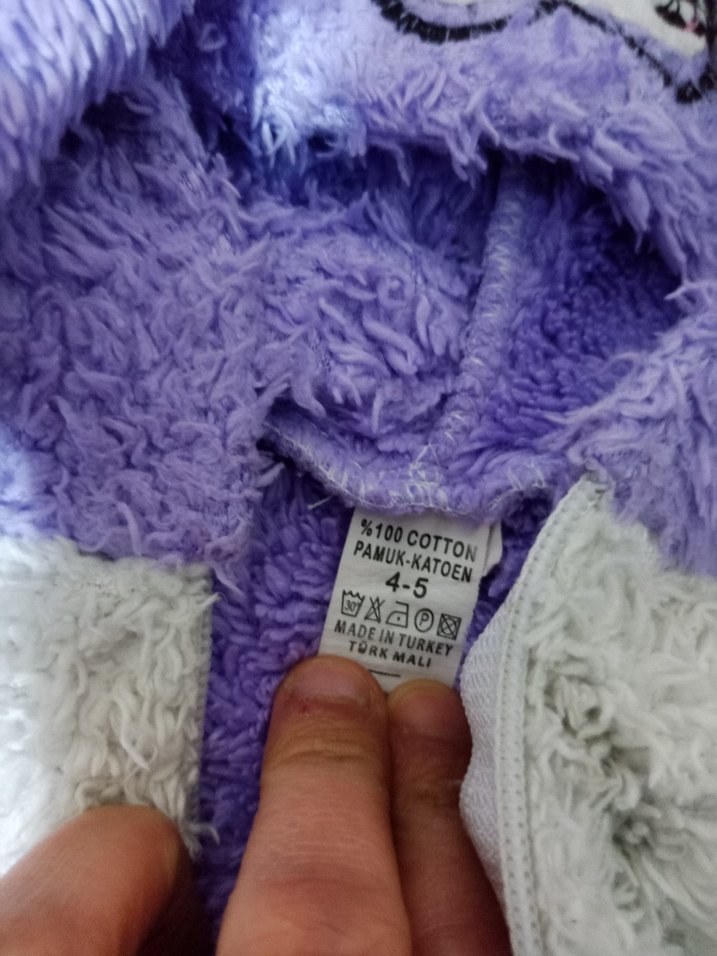 %100 COTTON
PAMUK-KATOEN
4-5
30° P
MADE IN TURKEY
TÜRK MALI